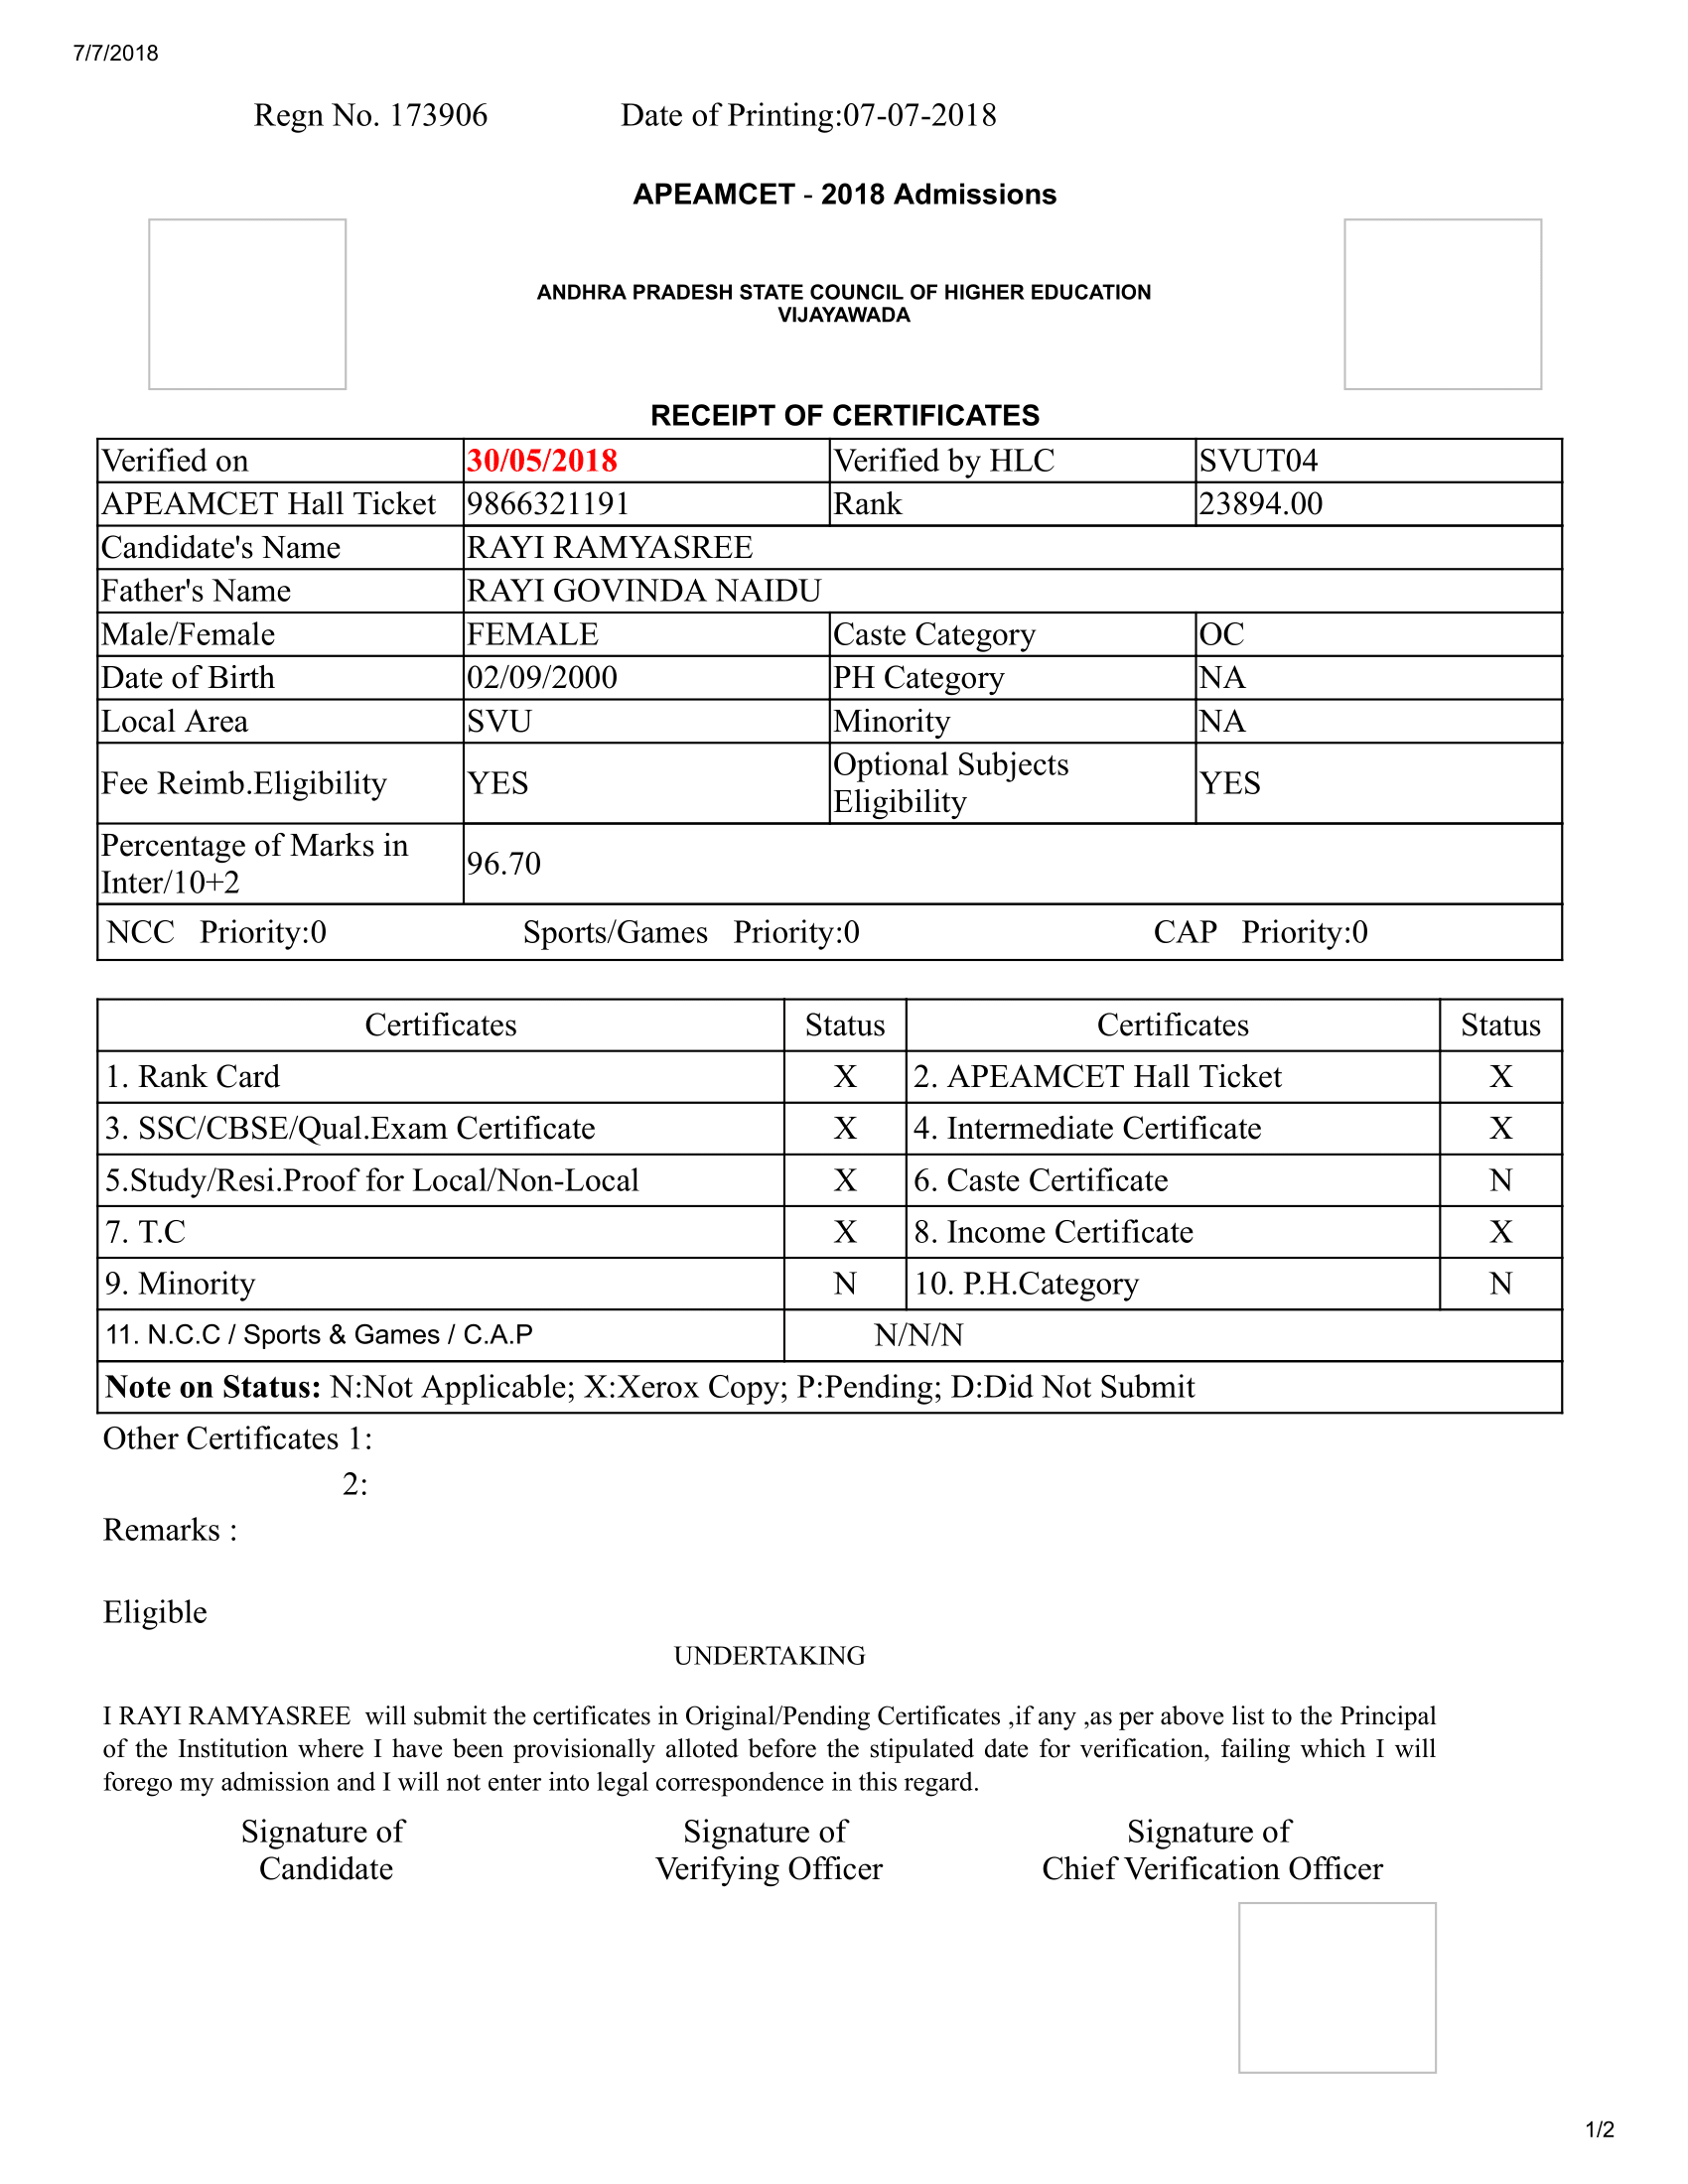 7/7/2018
Regn No. 173906 Date of Printing:07-07-2018
APEAMCET - 2018 Admissions
ANDHRA PRADESH STATE COUNCIL OF HIGHER EDUCATION
VIJAYAWADA
RECEIPT OF CERTIFICATES
Verified on 30/05/2018 Verified by HLC SVUT04
APEAMCET Hall Ticket 9866321191 Rank 23894.00
Candidate's Name RAYI RAMYASREE
Father's Name RAYI GOVINDA NAIDU
Male/Female FEMALE Caste Category OC
Date of Birth 02/09/2000 PH Category NA
Local Area SVU Minority NA
Fee Reimb.Eligibility YES Optional Subjects
Eligibility YES
Percentage of Marks in
Inter/10+2 96.70
NCC Priority:0 Sports/Games Priority:0 CAP Priority:0
Certificates Status Certificates Status
1. Rank Card X 2. APEAMCET Hall Ticket X
3. SSC/CBSE/Qual.Exam Certificate X 4. Intermediate Certificate X
5.Study/Resi.Proof for Local/Non-Local X 6. Caste Certificate N
7. T.C X 8. Income Certificate X
9. Minority N 10. P.H.Category N
11. N.C.C / Sports & Games / C.A.P N/N/N
Note on Status: N:Not Applicable; X:Xerox Copy; P:Pending; D:Did Not Submit
Other Certificates 1:
2:
Remarks :
Eligible
UNDERTAKING
I RAYI RAMYASREE will submit the certificates in Original/Pending Certificates ,if any ,as per above list to the Principal
of the Institution where I have been provisionally alloted before the stipulated date for verification, failing which I will
forego my admission and I will not enter into legal correspondence in this regard.
Signature of Signature of Signature of
Candidate Verifying Officer Chief Verification Officer
1/2